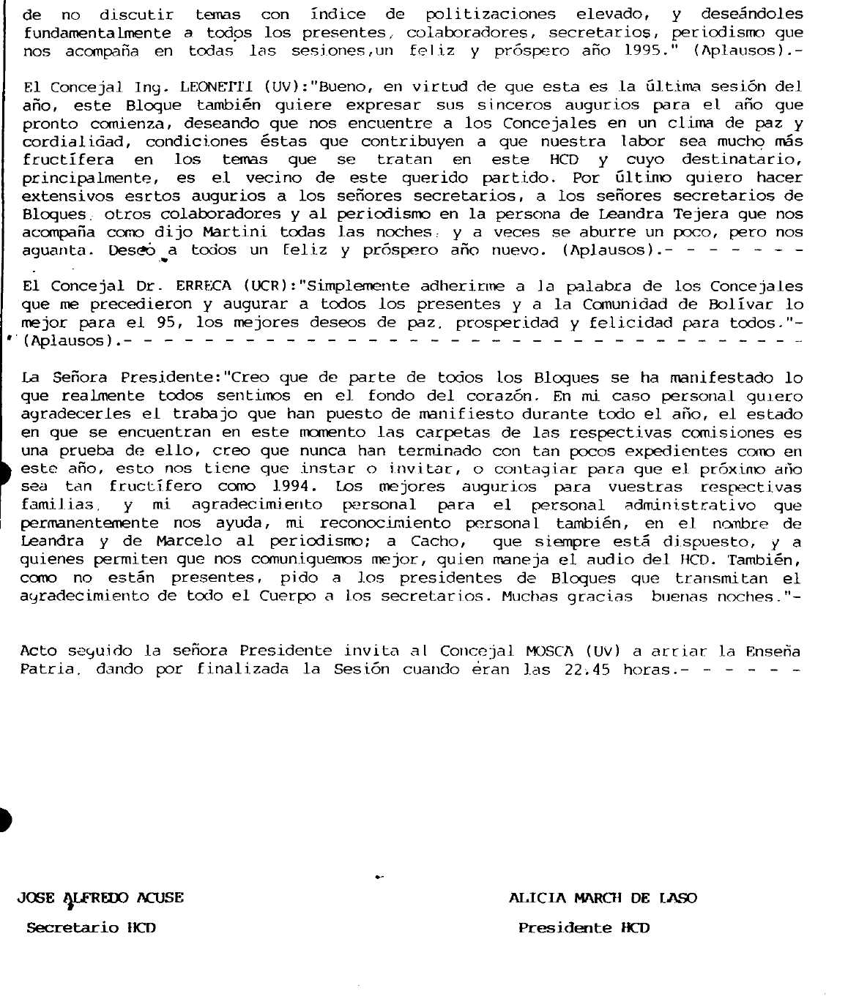 de no discutir temas con índice de politizaciones elevado, y deseándoles
fundamentalmente a todos los presentes, colaboradores, secretarios, periodismo que
nos acompaña en todas las sesiones,un feliz y próspero año 1995." (Aplausos).-
El Concejal Ing. LEONETTI (UV):"Bueno, en virtud de que esta es la última sesión del
año, este Bloque también quiere expresar sus sinceros augurios para el año que
pronto comienza, deseando que nos encuentre a los Concejales en un clima de paz y
cordialidad, condiciones éstas que contribuyen a que nuestra labor sea mucho más
fructífera en los temas que se tratan en este HCD y cuyo destinatario,
principalmente, es el vecino de este querido partido. Por último quiero hacer
extensivos esrtos augurios a los señores secretarios, a los señores secretarios de
Bloques, otros colaboradores y al periodismo en la persona de Leandra Tejera que nos
acompaña como dijo Martini todas las noches, y a veces se aburre un poco, pero nos
aguanta. Deseo a todos un feliz y próspero año nuevo. (Aplausos).- - - - - - -
El Concejal Dr. ERRECA (UCR):"Simplemente adherirme a la palabra de los Concejales
que me precedieron y augurar a todos los presentes y a la Comunidad de Bolívar lo
mejor para el 95, los mejores deseos de paz, prosperidad y felicidad para todos."-
(Aplausos).- - - - - - - - - - - - - - - - - - - - - - - - - - - - - - - - - -
La Señora Presidente:"Creo que de parte de todos los Bloques se ha manifestado lo
que realmente todos sentimos en el fondo del corazón. En mi caso personal quiero
agradecerles el trabajo que han puesto de manifiesto durante todo el año, el estado
en que se encuentran en este momento las carpetas de las respectivas comisiones es
una prueba de ello, creo que nunca han terminado con tan pocos expedientes como en
este año, esto nos tiene que instar o invitar, o contagiar para que el próximo año
sea tan fructífero como 1994. Los mejores augurios para vuestras respectivas
familias, y mi agradecimiento personal para el personal administrativo que
permanentemente nos ayuda, mi reconocimiento personal también, en el nombre de
Leandra y de Marcelo al periodismo; a Cacho, que siempre está dispuesto, y a
quienes permiten que nos comuniquemos mejor, quien maneja el audio del HCD. También,
como no están presentes, pido a los presidentes de Bloques que transmitan el
agradecimiento de todo el Cuerpo a los secretarios. Muchas gracias buenas noches."-
Acto seguido la señora Presidente invita al Concejal MOSCA (UV) a arriar la Enseña
Patria, dando por finalizada la Sesión cuando eran las 22.45 horas.- - - - - -
JOSE ALFREDO ACUSE ALICIA MARCH DE LASO
Secretario HCD Presidente HCD